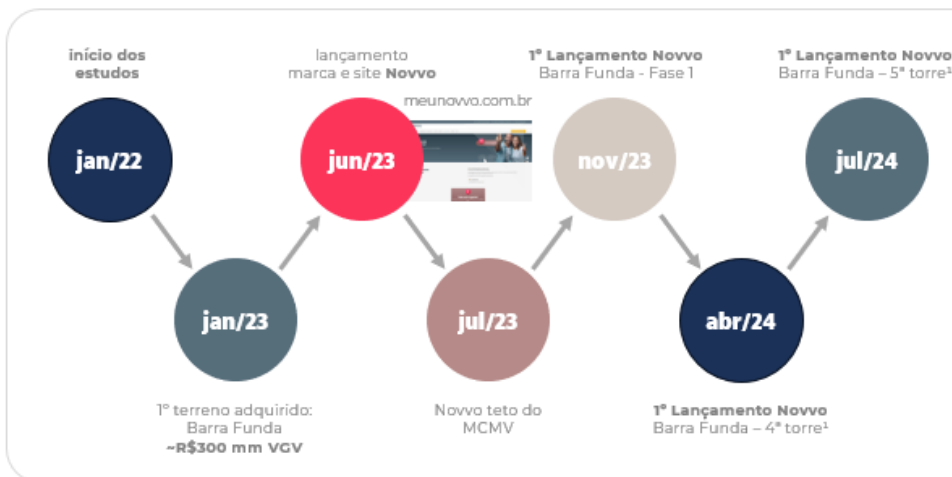 início dos
estudos
lançamento
marca e site Novvo
1º Lançamento Novvo
Barra Funda - Fase 1
1º Lançamento Novvo
Barra Funda – 5ª torre¹
meunovvo.com.br
jan/22
jun/23
nov/23
jul/24
jan/23
jul/23
abr/24
1º terreno adquirido:
Barra Funda
~R$300 mm VGV
Novvo teto do
MCMV
1º Lançamento Novvo
Barra Funda – 4ª torre¹